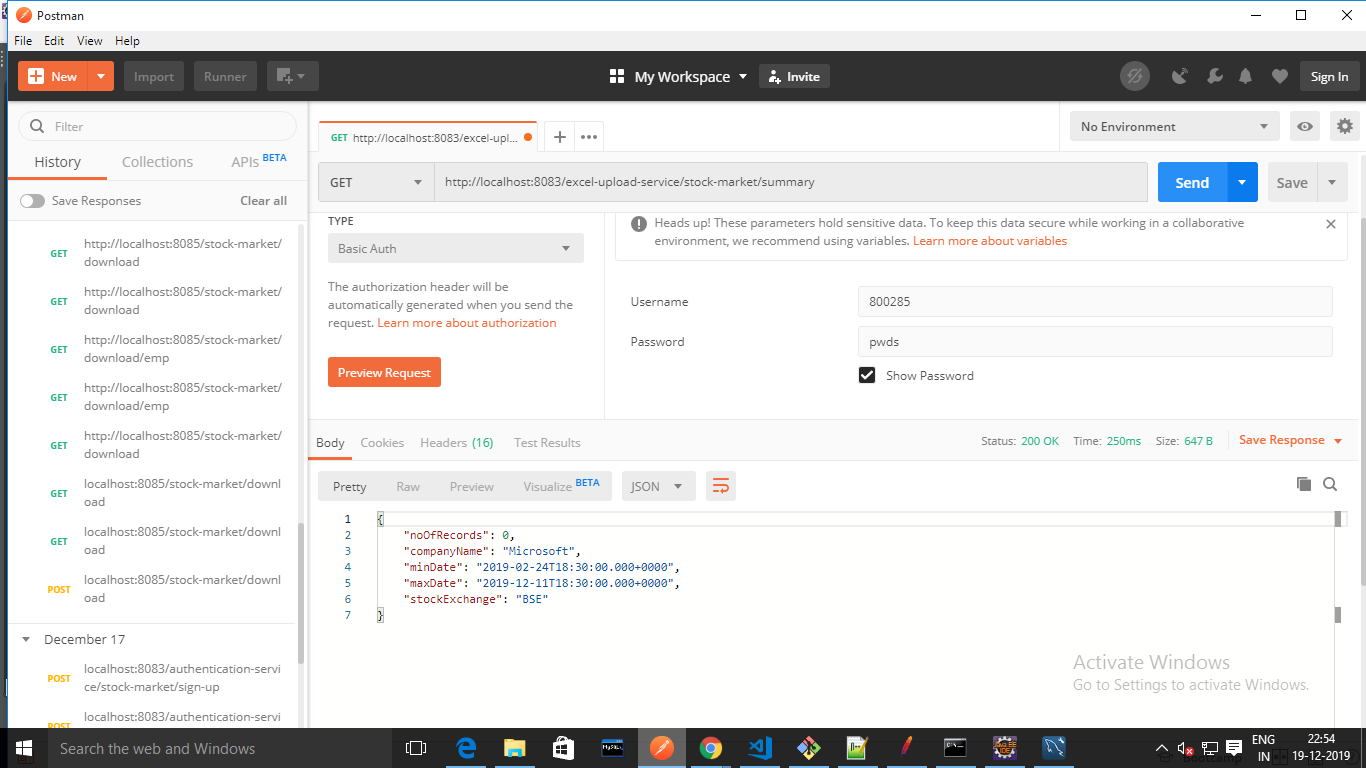 Postman
File Edit View Help
New Import Runner My Workspace Invite Sign In
Filter
History Collections APIs BETA
Save Responses Clear all
http://localhost:8085/stock-market/
GET download
http://localhost:8085/stock-market/
GET download
http://localhost:8085/stock-market/
GET download/emp
http://localhost:8085/stock-market/
GET download/emp
http://localhost:8085/stock-market/
GET download
localhost:8085/stock-market/downl
GET oad
localhost:8085/stock-market/downl
GET oad
localhost:8085/stock-market/downl
POST oad
December 17
localhost:8083/authentication-servi
POST ce/stock-market/sign-up
localhost:8083/authentication-servi
POST
GET http://localhost:8083/excel-upl... No Environment
GET http://localhost:8083/excel-upload-service/stock-market/summary Send Save
TYPE
Basic Auth
The authorization header will be
automatically generated when you send the
request. Learn more about authorization
Preview Request
Heads up! These parameters hold sensitive data. To keep this data secure while working in a collaborative
environment, we recommend using variables. Learn more about variables
Username 800285
Password pwds
Show Password
Body Cookies Headers (16) Test Results Status: 200 OK Time: 250ms Size: 647 B Save Response
Pretty Raw Preview Visualize BETA JSON
1 {
2 "noOfRecords": 0,
3 "companyName": "Microsoft",
4 "minDate": "2019-02-24T18:30:00.000+0000",
5 "maxDate": "2019-12-11T18:30:00.000+0000",
6 "stockExchange": "BSE"
7 }
Activate Windows
Go to Settings to activate Windows.
Search the web and Windows
MySQL
JAVA EE
IDE
ENG
IN
22:54
19-12-2019